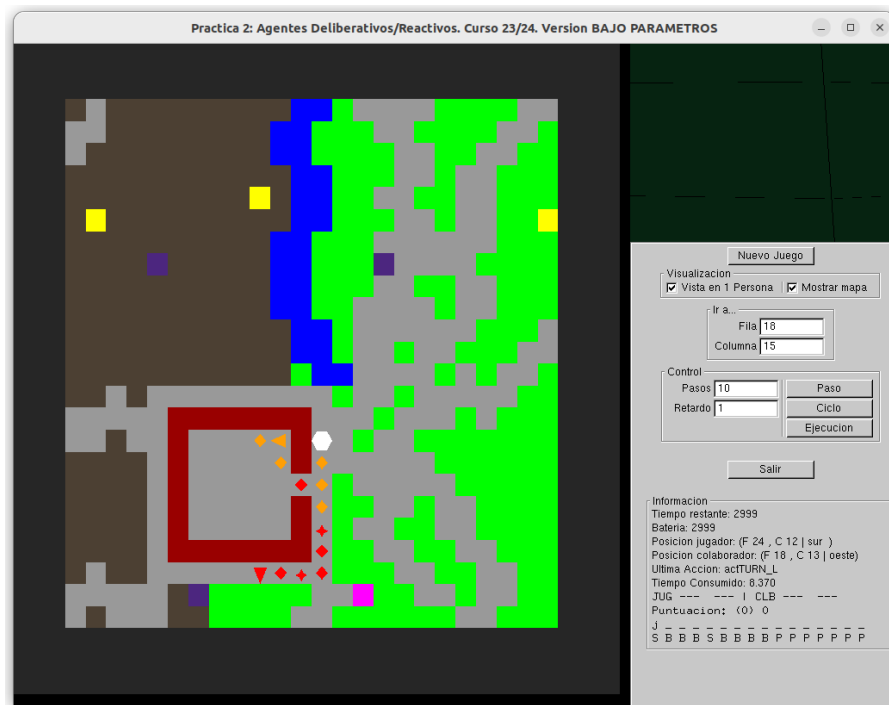 Practica 2: Agentes Deliberativos/Reactivos. Curso 23/24. Version BAJO PARAMETROS
Nuevo Juego
Visualizacion
Vista en 1 Persona Mostrar mapa
Ir a...
Fila 18
Columna 15
Control
Pasos 10 Paso
Retardo 1 Ciclo
Ejecucion
Salir
Informacion
Tiempo restante: 2999
Bateria: 2999
Posicion jugador: (F 24 , C 12 | sur )
Posicion colaborador: (F 18 , C 13 | oeste)
Ultima Accion: actTURN_L
Tiempo Consumido: 8.370
JUG --- --- | CLB --- ---
Puntuacion: (0) 0
j _ _ _ _ _ _ _ _ _ _ _ _ _ _ _
S B B B S B B B B P P P P P P P